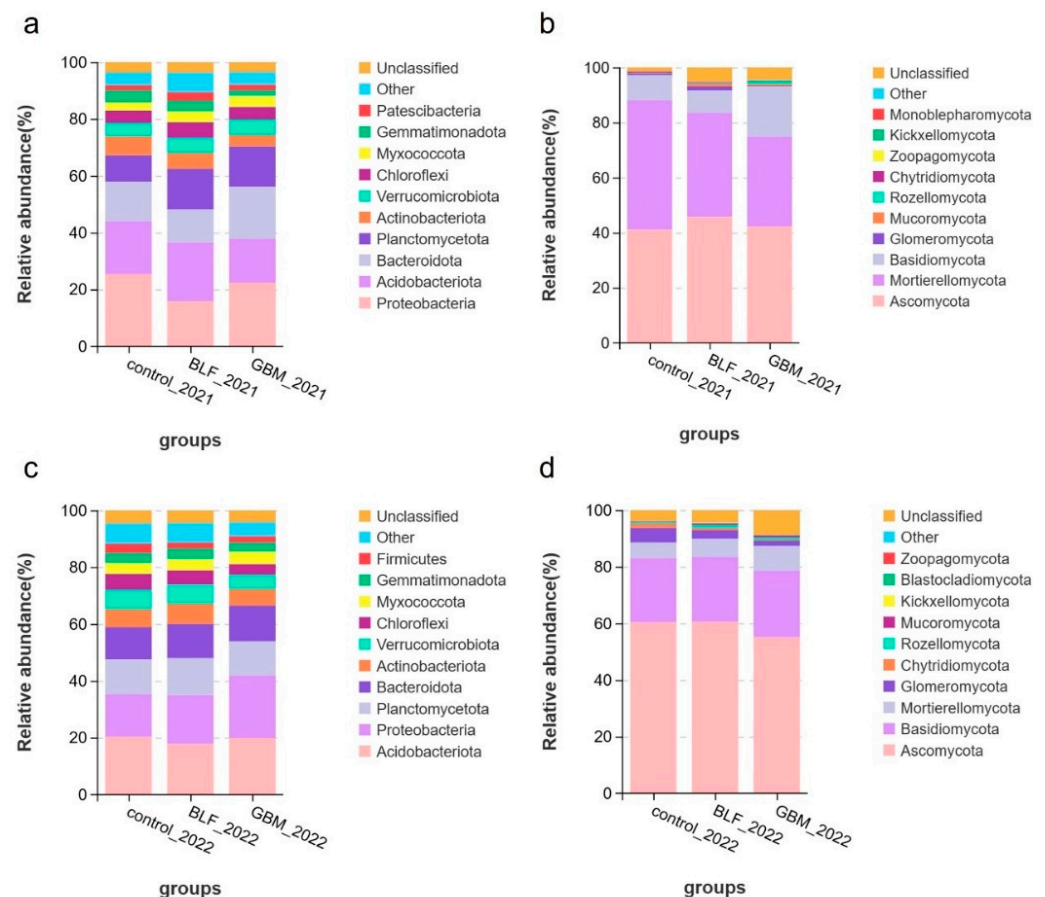 a
Relative abundance(%)
100
80
60
40
20
0
control_2021
BLF_2021
GBM_2021
groups
Unclassified
Other
Patescibacteria
Gemmatimonadota
Myxococcota
Chloroflexi
Verrucomicrobiota
Actinobacteriota
Planctomycetota
Bacteroidota
Acidobacteriota
Proteobacteria
b
Relative abundance(%)
100
80
60
40
20
0
control_2021
BLF_2021
GBM_2021
groups
Unclassified
Other
Monoblepharomycota
Kickxellomycota
Zoopagomycota
Chytridiomycota
Rozellomycota
Mucoromycota
Glomeromycota
Basidiomycota
Mortierellomycota
Ascomycota
c
Relative abundance(%)
100
80
60
40
20
0
control_2022
BLF_2022
GBM_2022
groups
Unclassified
Other
Firmicutes
Gemmatimonadota
Myxococcota
Chloroflexi
Verrucomicrobiota
Actinobacteriota
Bacteroidota
Planctomycetota
Proteobacteria
Acidobacteriota
d
Relative abundance(%)
100
80
60
40
20
0
control_2022
BLF_2022
GBM_2022
groups
Unclassified
Other
Zoopagomycota
Blastocladiomycota
Kickxellomycota
Mucoromycota
Rozellomycota
Chytridiomycota
Glomeromycota
Mortierellomycota
Basidiomycota
Ascomycota